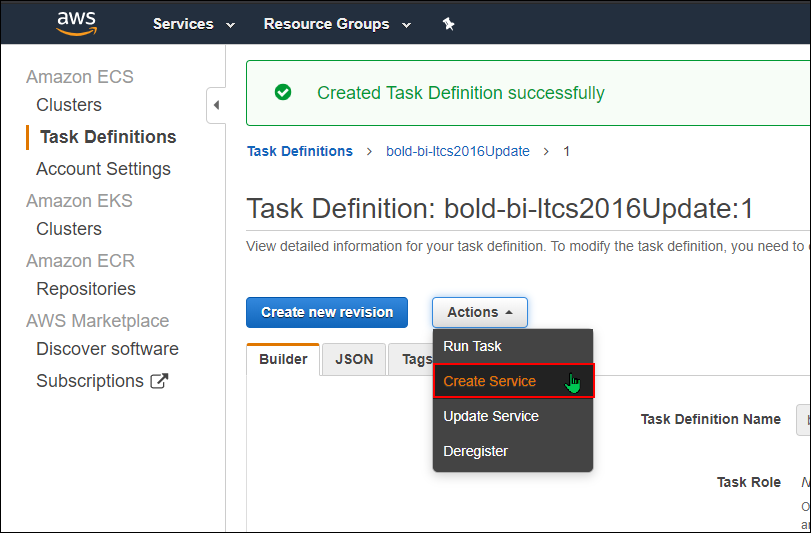 aws
Services
Resource Groups
Amazon ECS
Clusters
Task Definitions
Account Settings
Amazon EKS
Clusters
Amazon ECR
Repositories
AWS Marketplace
Discover software
Subscriptions
Created Task Definition successfully
Task Definitions > bold-bi-ltcs2016Update > 1
Task Definition: bold-bi-ltcs2016Update:1
View detailed information for your task definition. To modify the task definition, you need to
Create new revision
Actions
Run Task
Create Service
Update Service
Deregister
Builder
JSON
Tags
Task Definition Name
Task Role